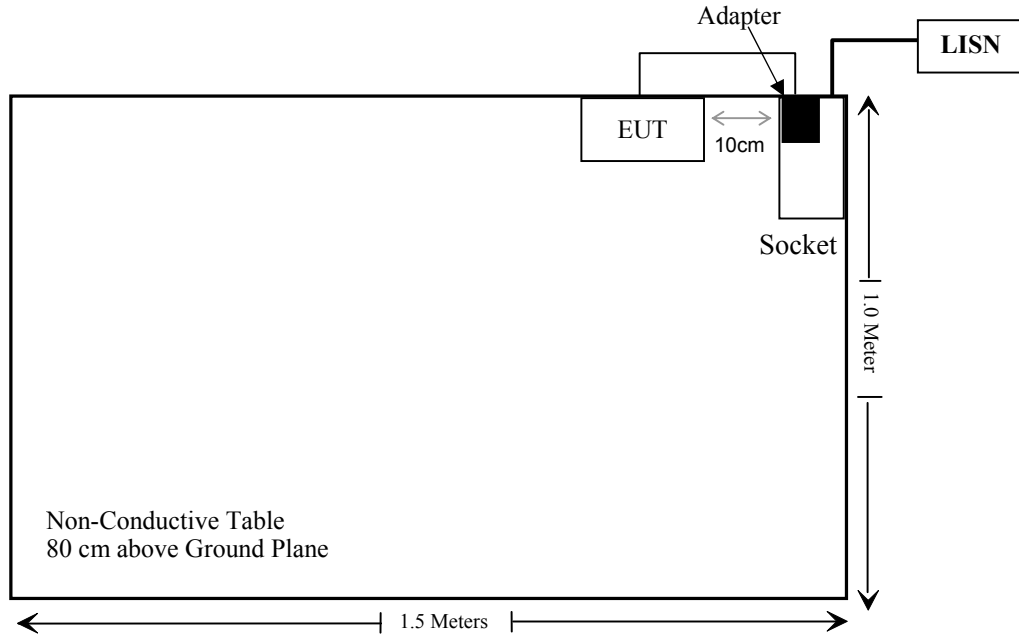 Adapter
LISN
EUT
10cm
Socket
1.0 Meter
Non-Conductive Table
80 cm above Ground Plane
1.5 Meters